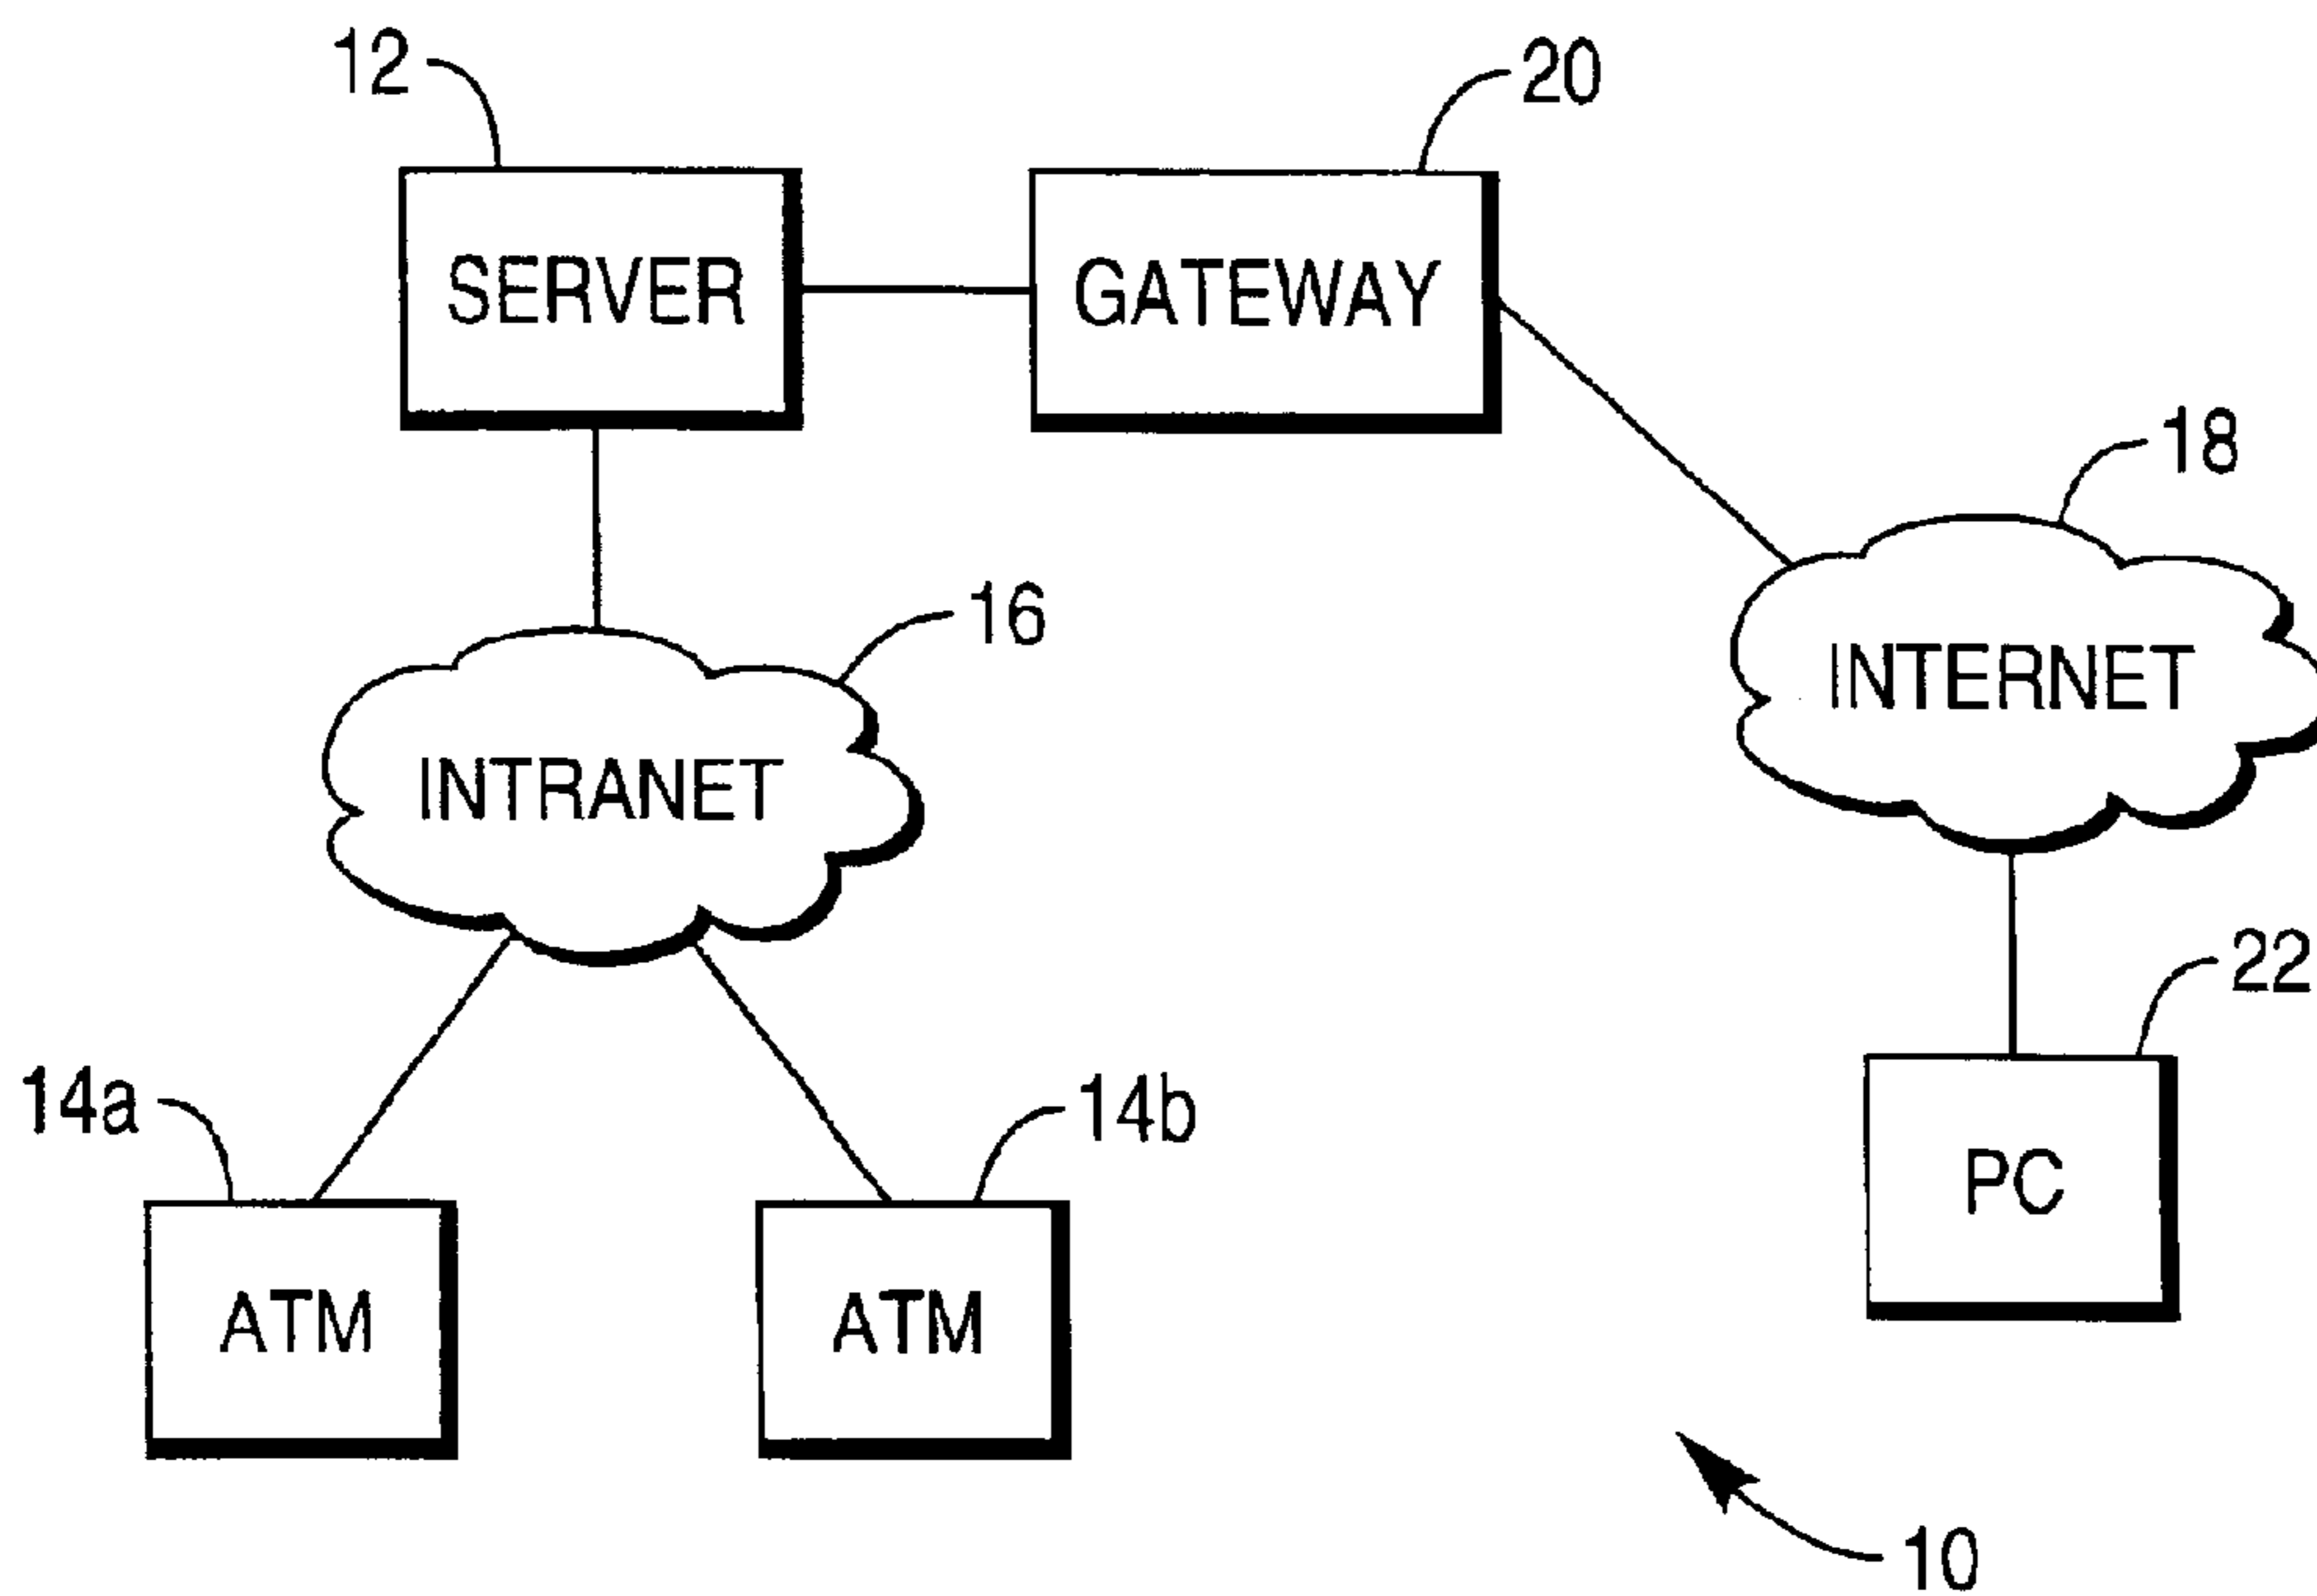 12
20
SERVER
GATEWAY
18
16
INTERNET
INTRANET
22
14a
14b
PC
ATM
ATM
10